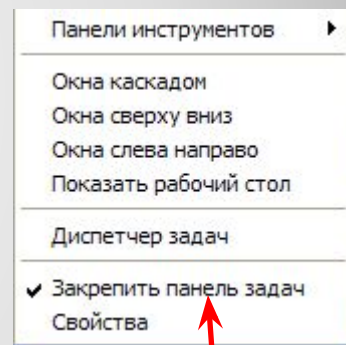 Панели инструментов
Окна каскадом
Окна сверху вниз
Окна слева направо
Показать рабочий стол
Диспетчер задач
Закрепить панель задач
Свойства